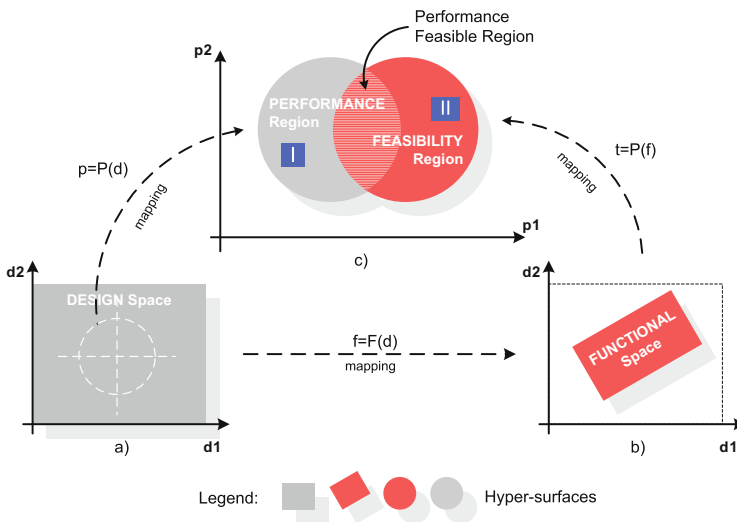 Performance
Feasible Region
p2
PERFORMANCE
Region
II
I
FEASIBILITY
Region
p=P(d)
mapping
t=P(f)
mapping
p1
c)
d2
DESIGN Space
d2
FUNCTIONAL
Space
f=F(d)
mapping
a)
d1
b)
d1
Legend:
Hyper-surfaces